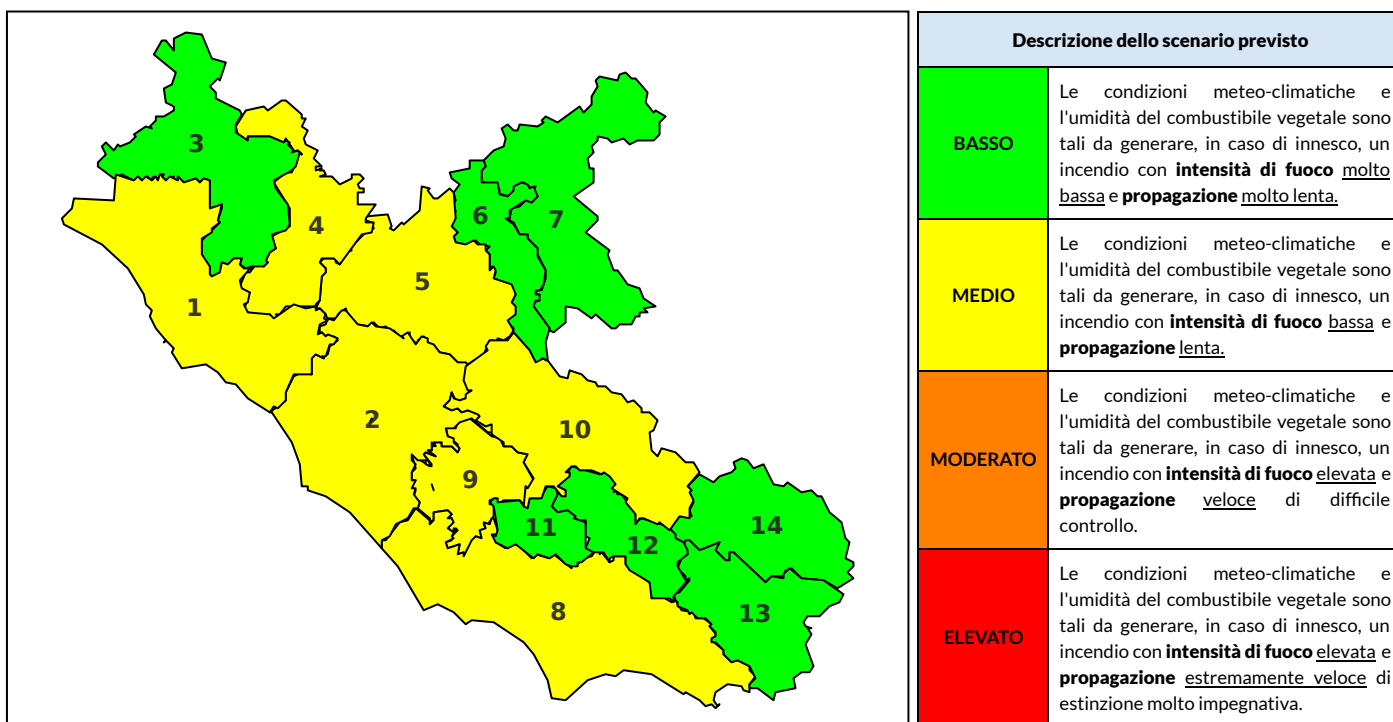 3
4
6
7
5
1
2
10
9
11
12
14
8
13
Descrizione dello scenario previsto
BASSO
Le condizioni meteo-climatiche e
l'umidità del combustibile vegetale sono
tali da generare, in caso di innesco, un
incendio con intensità di fuoco molto
bassa e propagazione molto lenta.
MEDIO
Le condizioni meteo-climatiche e
l'umidità del combustibile vegetale sono
tali da generare, in caso di innesco, un
incendio con intensità di fuoco bassa e
propagazione lenta.
MODERATO
Le condizioni meteo-climatiche e
l'umidità del combustibile vegetale sono
tali da generare, in caso di innesco, un
incendio con intensità di fuoco elevata e
propagazione veloce di difficile
controllo.
ELEVATO
Le condizioni meteo-climatiche e
l'umidità del combustibile vegetale sono
tali da generare, in caso di innesco, un
incendio con intensità di fuoco elevata e
propagazione estremamente veloce di
estinzione molto impegnativa.